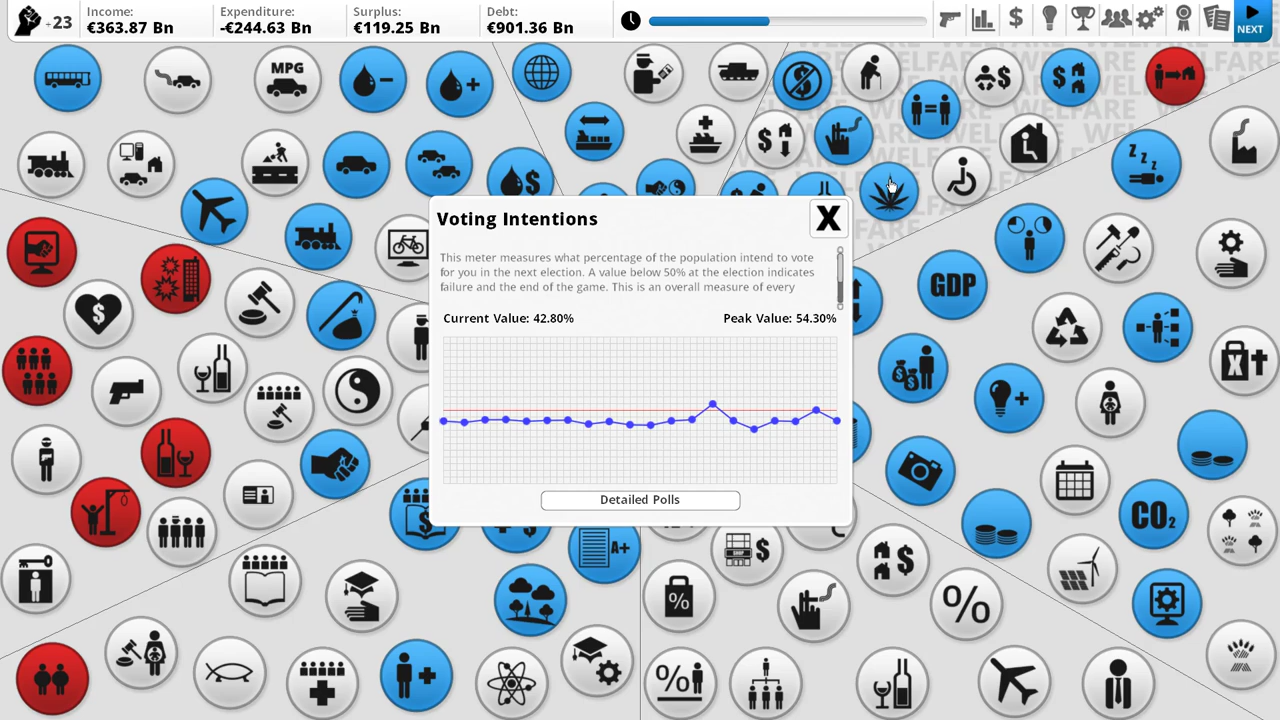 +23
Income:
€363.87 Bn
Expenditure:
-€244.63 Bn
Surplus:
€119.25 Bn
Debt:
€901.36 Bn
NEXT
MPG
WELFARE
GDP
Voting Intentions
X
This meter measures what percentage of the population intend to vote
for you in the next election. A value below 50% at the election indicates
failure and the end of the game. This is an overall measure of every
Current Value: 42.80%
Peak Value: 54.30%
Detailed Polls
A+
CO2
SHOP
%
%
%